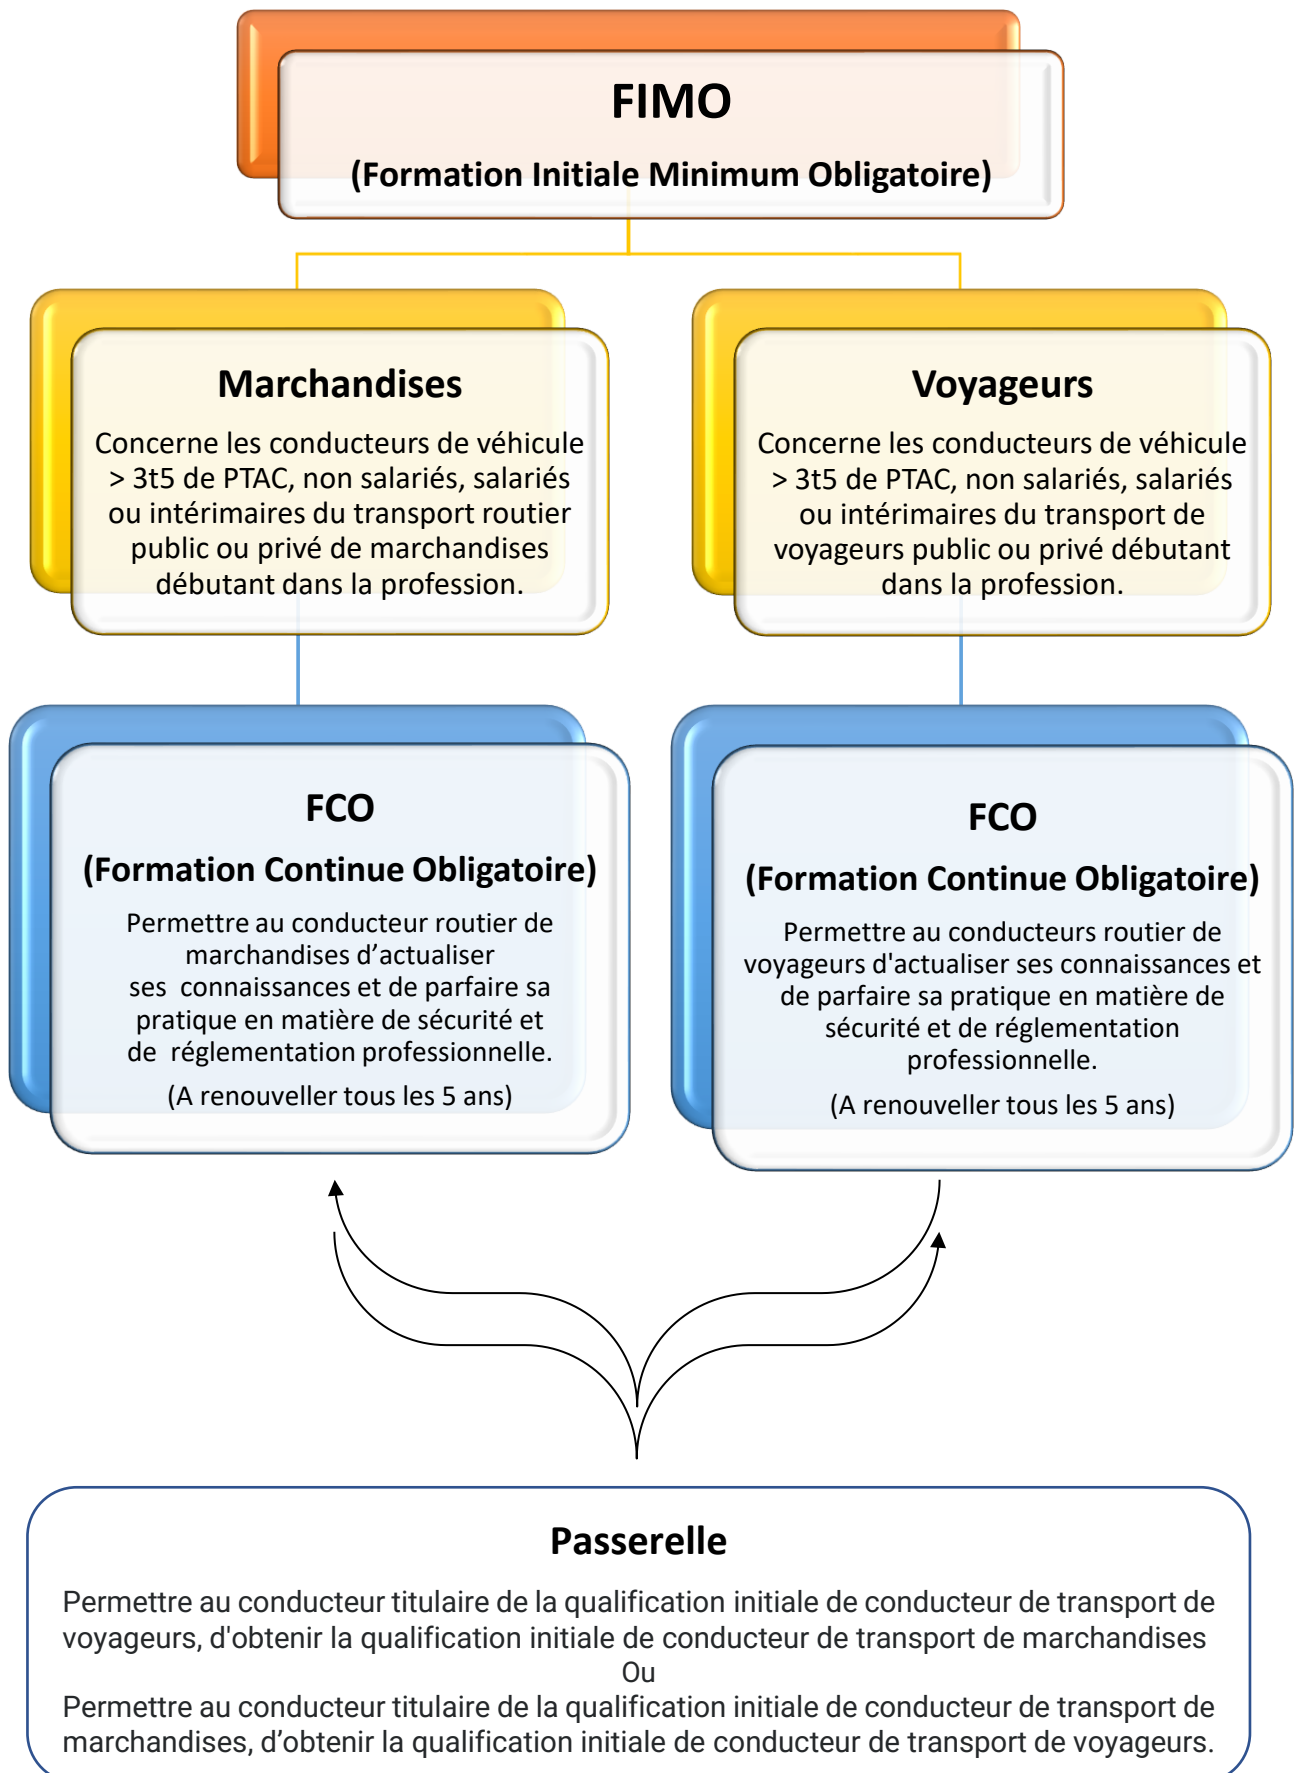 FIMO
(Formation Initiale Minimum Obligatoire)
Marchandises
Concerne les conducteurs de véhicule
> 3t5 de PTAC, non salariés, salariés
ou intérimaires du transport routier
public ou privé de marchandises
débutant dans la profession.
Voyageurs
Concerne les conducteurs de véhicule
> 3t5 de PTAC, non salariés, salariés
ou intérimaires du transport de
voyageurs public ou privé débutant
dans la profession.
FCO
(Formation Continue Obligatoire)
Permettre au conducteur routier de
marchandises d’actualiser
ses  connaissances et de parfaire sa
pratique en matière de sécurité et
de  réglementation professionnelle.
(A renouveller tous les 5 ans)
FCO
(Formation Continue Obligatoire)
Permettre au conducteurs routier de
voyageurs d'actualiser ses connaissances et
de parfaire sa pratique en matière de
sécurité et de réglementation
professionnelle.
(A renouveller tous les 5 ans)
Passerelle
Permettre au conducteur titulaire de la qualification initiale de conducteur de transport de
voyageurs, d'obtenir la qualification initiale de conducteur de transport de marchandises
Ou
Permettre au conducteur titulaire de la qualification initiale de conducteur de transport de
marchandises, d’obtenir la qualification initiale de conducteur de transport de voyageurs.